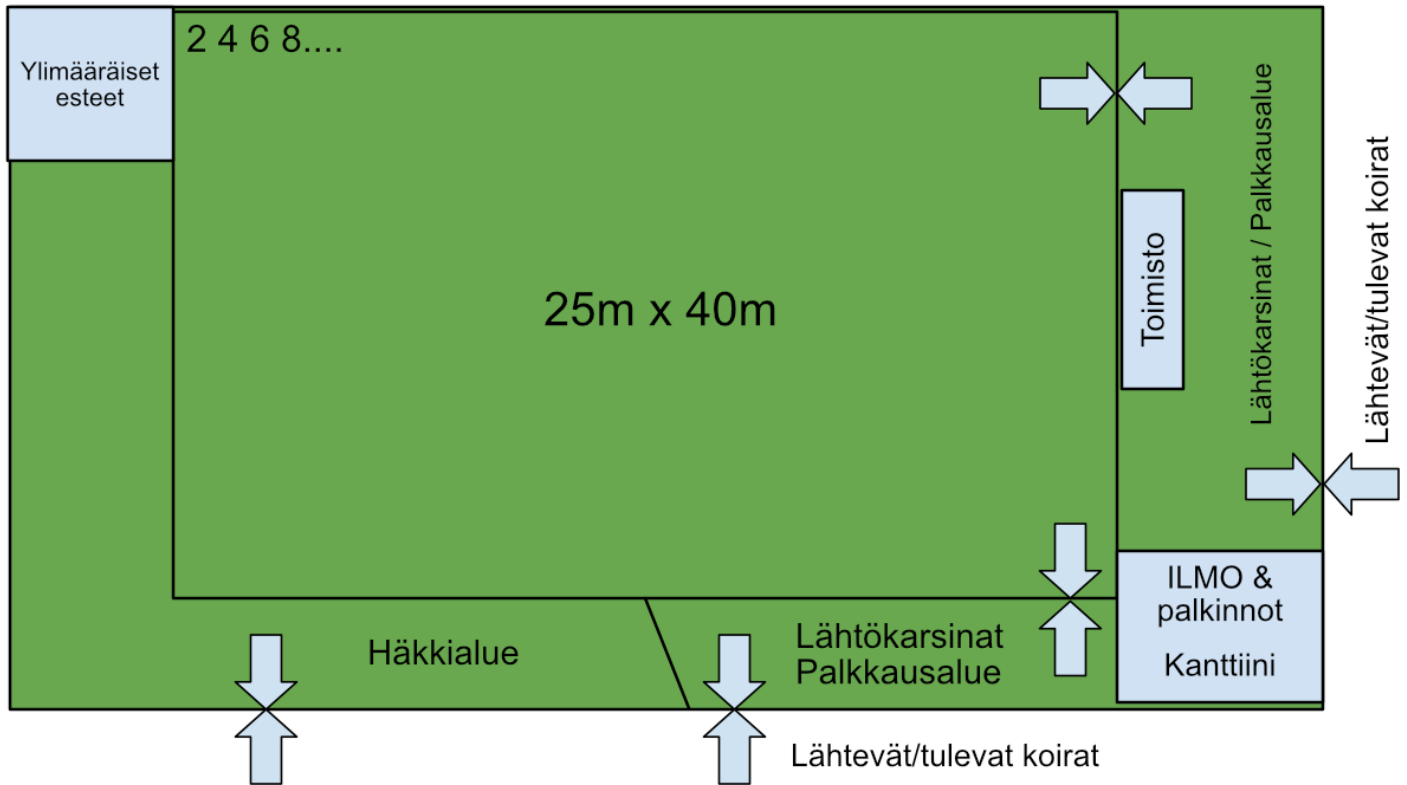 Ylimääräiset
esteet
2 4 6 8....
25m x 40m
Toimisto
Lähtökarsinat / Palkkausalue
Lähtevät/tulevat koirat
ILMO &
palkinnot
Kanttiini
Häkkialue
Lähtökarsinat
Palkkausalue
Lähtevät/tulevat koirat